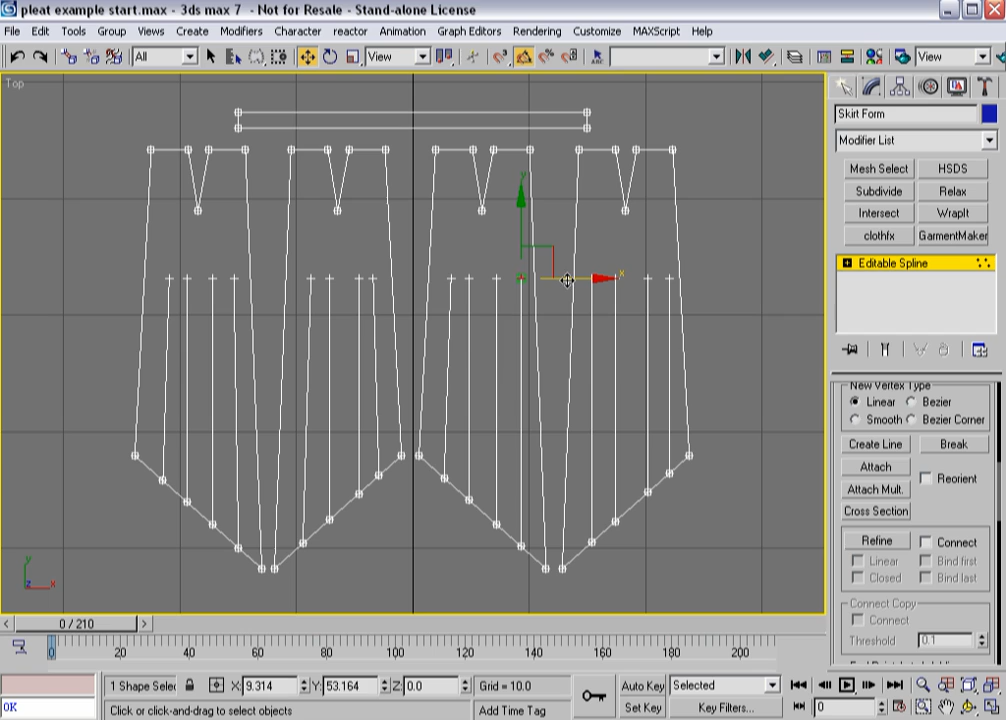 pleat example start.max - 3ds max 7 - Not for Resale - Stand-alone License
File Edit Tools Group Views Create Modifiers Character reactor Animation Graph Editors Rendering Customize MAXScript Help
All View View
Top
Skirt Form
Modifier List
Mesh Select HSDS
Subdivide Relax
Intersect WrapIt
clothfx GarmentMaker
Editable Spline
New Vertex Type
Linear Bezier
Smooth Bezier Corner
Create Line Break
Attach
Reorient
Attach Mult.
Cross Section
Refine Connect
Linear Bind first
Closed Bind last
Connect Copy
Connect
Threshold 0.1
y
x
y
z x
< 0 / 210 >
0 20 40 60 80 100 120 140 160 180 200
1 Shape Selec X: 9.314 Y: 53.164 Z: 0.0 Grid = 10.0 Auto Key Selected
OK Click or click-and-drag to select objects Add Time Tag Set Key Key Filters... 0